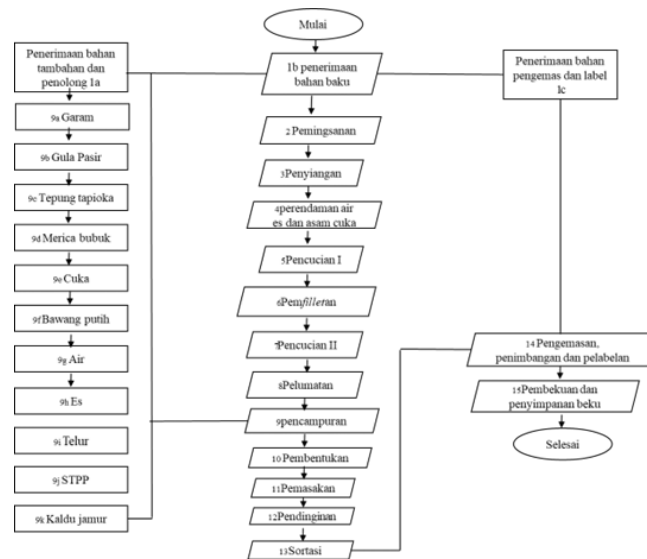 Mulai
Penerimaan bahan
tambahan dan
penolong 1a
1b penerimaan
bahan baku
Penerimaan bahan
pengemas dan label
1c
9a Garam
9b Gula Pasir
9c Tepung tapioka
9d Merica bubuk
9e Cuka
9f Bawang putih
9g Air
9h Es
9i Telur
9j STPP
9k Kaldu jamur
2 Pemingsanan
3 Penyiangan
4 perendaman air
es dan asam cuka
5 Pencucian I
6 Pemfilleran
7 Pencucian II
8 Pelumatan
9 pencampuran
10 Pembentukan
11 Pemasakan
12 Pendinginan
13 Sortasi
14 Pengemasan,
penimbangan dan pelabelan
15 Pembekuan dan
penyimpanan beku
Selesai